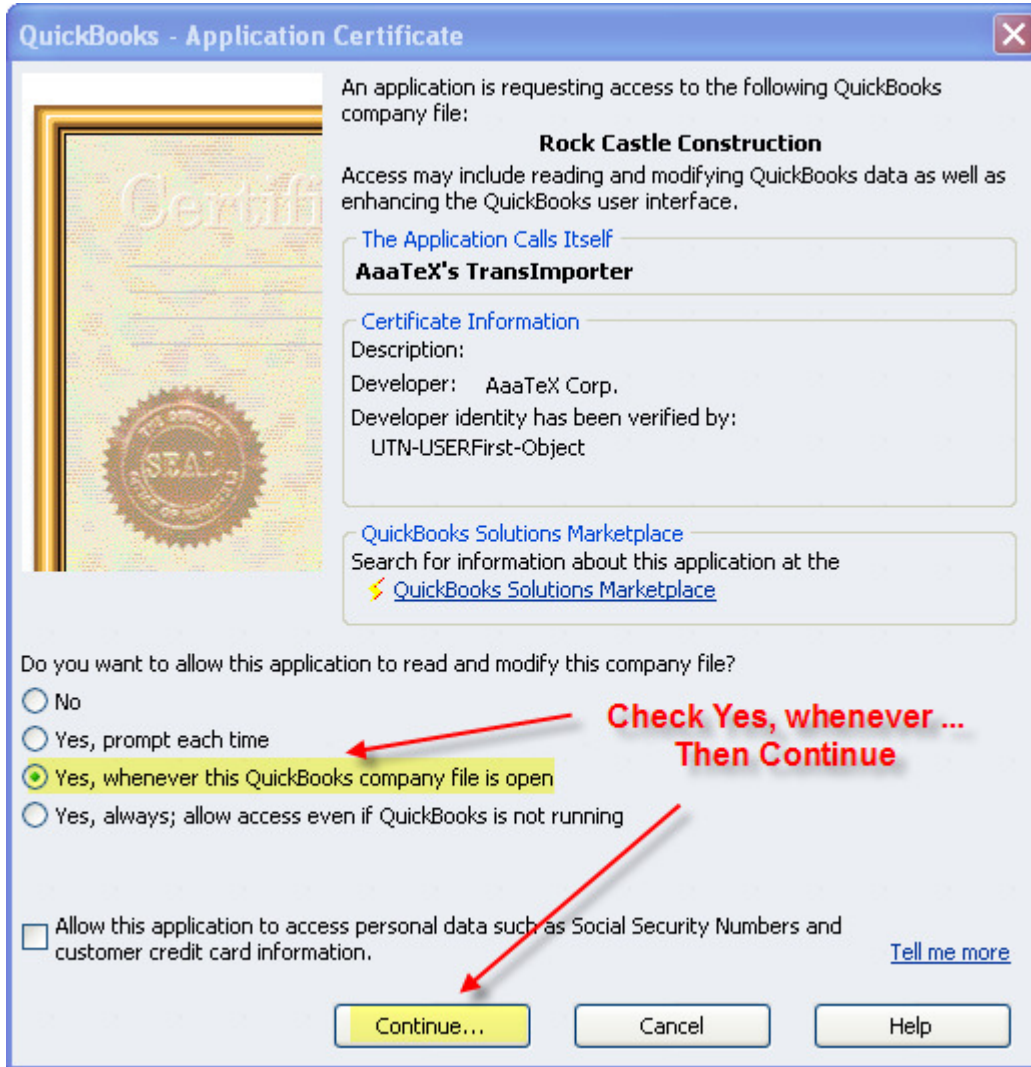 QuickBooks - Application Certificate
An application is requesting access to the following QuickBooks
company file:
Rock Castle Construction
Access may include reading and modifying QuickBooks data as well as
enhancing the QuickBooks user interface.
The Application Calls Itself
AaaTeX's TransImporter
Certificate Information
Description:
Developer: AaaTeX Corp.
Developer identity has been verified by:
UTN-USERFirst-Object
QuickBooks Solutions Marketplace
Search for information about this application at the
QuickBooks Solutions Marketplace
Certifi
THE OFFICIAL
SEAL
Do you want to allow this application to read and modify this company file?
No
Yes, prompt each time
Yes, whenever this QuickBooks company file is open
Yes, always; allow access even if QuickBooks is not running
Check Yes, whenever ...
Then Continue
Allow this application to access personal data such as Social Security Numbers and
customer credit card information.
Tell me more
Continue...
Cancel
Help